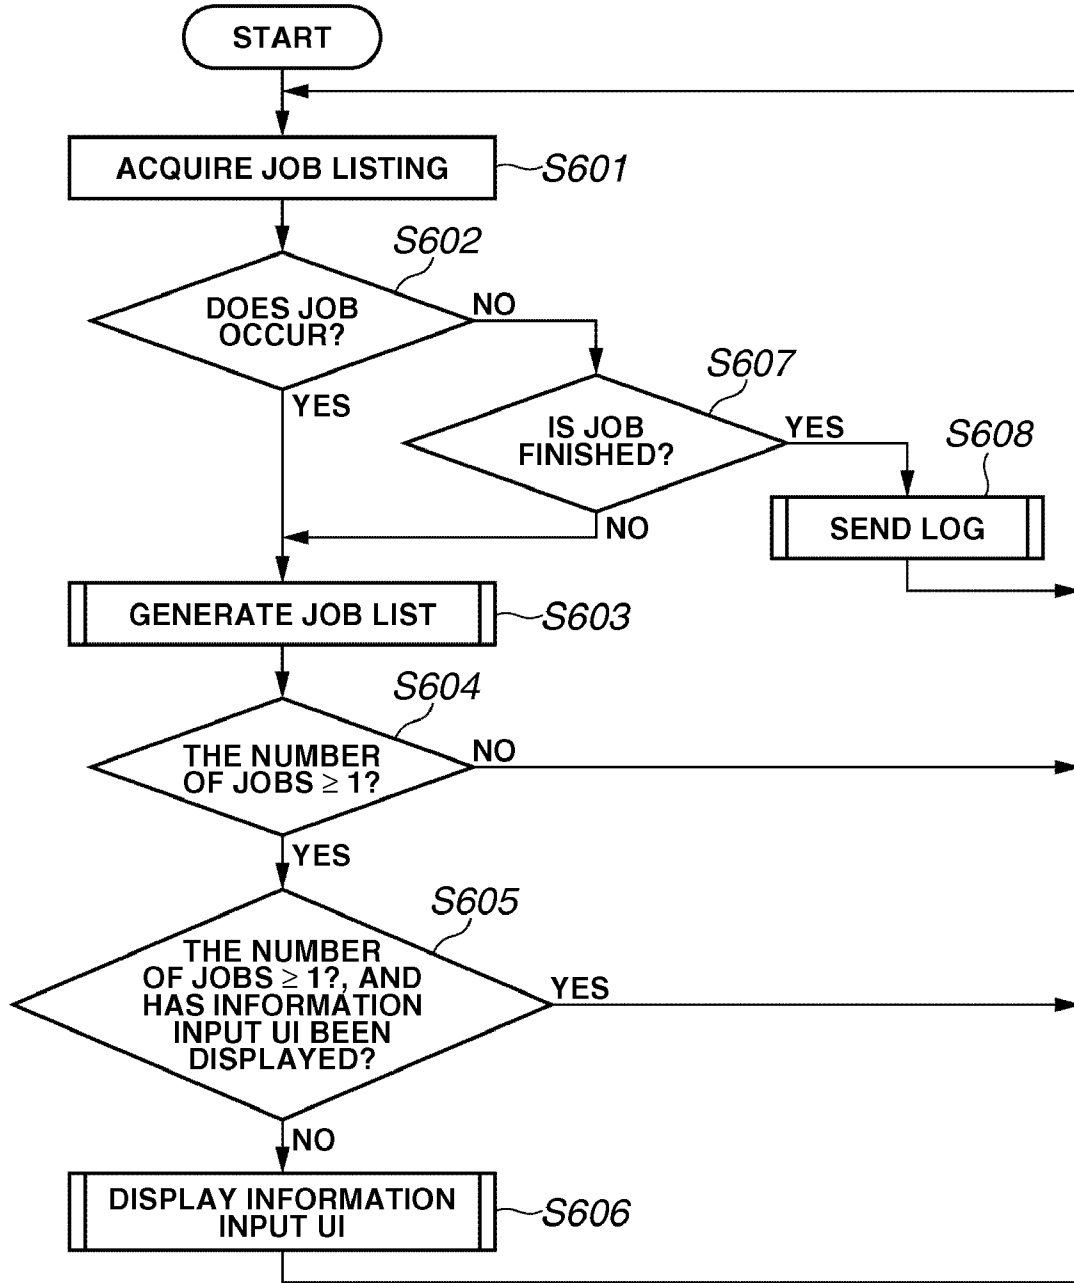 START
ACQUIRE JOB LISTING
S601
S602
DOES JOB
OCCUR?
NO
YES
S607
IS JOB
FINISHED?
YES
NO
S608
SEND LOG
GENERATE JOB LIST
S603
S604
THE NUMBER
OF JOBS ≥ 1?
NO
YES
S605
THE NUMBER
OF JOBS ≥ 1?, AND
HAS INFORMATION
INPUT UI BEEN
DISPLAYED?
YES
NO
DISPLAY INFORMATION
INPUT UI
S606